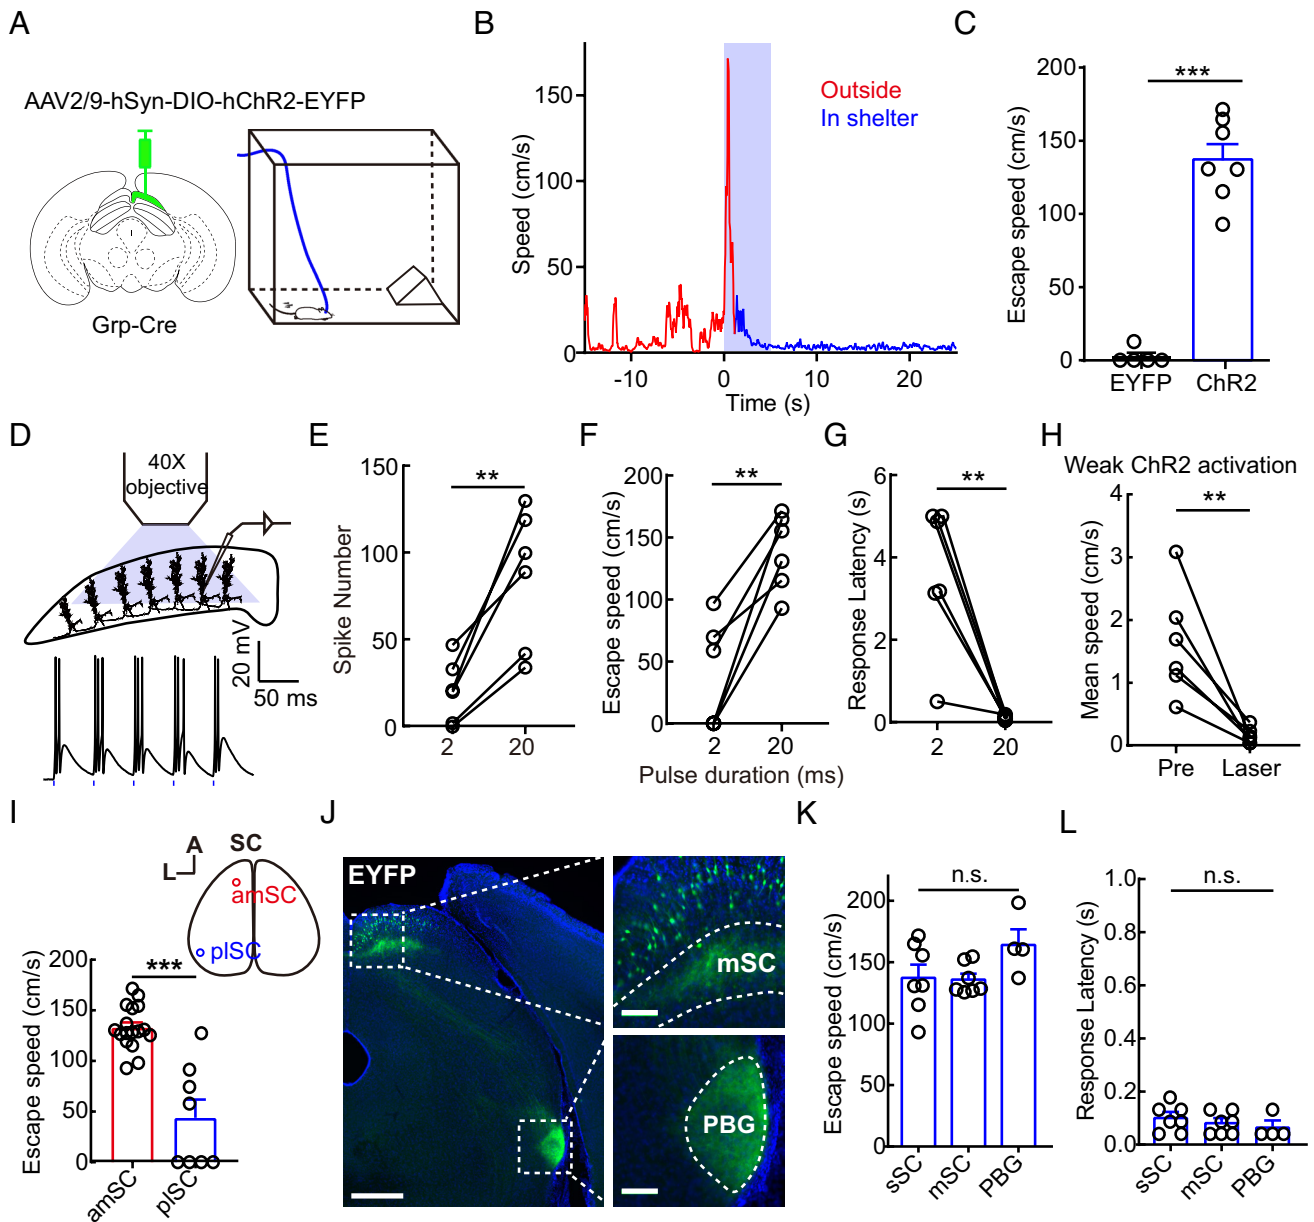 A
AAV2/9-hSyn-DIO-hChR2-EYFP
Grp-Cre
B
Speed (cm/s)
150
100
50
0
-10
0
10
20
Time (s)
Outside
In shelter
C
Escape speed (cm/s)
200
150
100
50
0
***
EYFP
ChR2
D
40X
objective
20 mV
50 ms
E
Spike Number
150
100
50
0
**
2
20
F
Escape speed (cm/s)
200
150
100
50
0
**
2
20
Pulse duration (ms)
G
Response Latency (s)
6
4
2
0
**
2
20
H
Weak ChR2 activation
Mean speed (cm/s)
4
3
2
1
0
**
Pre
Laser
I
A
L
SC
amSC
plSC
Escape speed (cm/s)
200
150
100
50
0
***
amSC
plSC
J
EYFP
mSC
PBG
K
Escape speed (cm/s)
200
150
100
50
0
n.s.
sSC
mSC
PBG
L
Response Latency (s)
1.0
0.8
0.6
0.4
0.2
0.0
n.s.
sSC
mSC
PBG